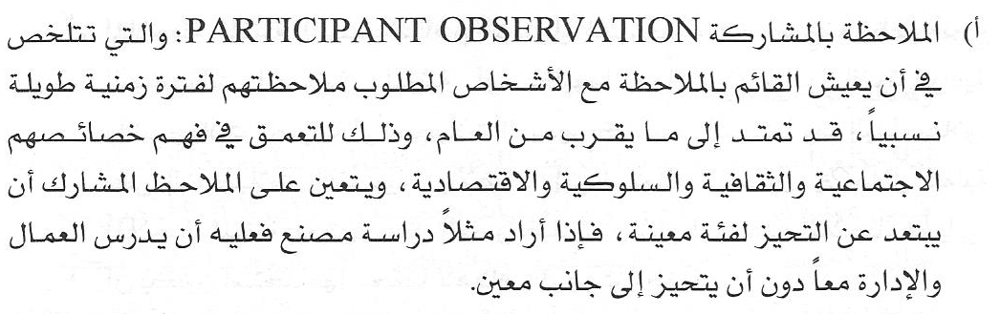 أ) الملاحظة بالمشاركة PARTICIPANT OBSERVATION: والتي تتلخص
في أن يعيش القائم بالملاحظة مع الأشخاص المطلوب ملاحظتهم لفترة زمنية طويلة
نسبياً، قد تمتد إلى ما يقرب من العام، وذلك للتعمق في فهم خصائصهم
الاجتماعية والثقافية والسلوكية والاقتصادية، ويتعين على الملاحظ المشارك أن
يبتعد عن التحيز لفئة معينة، فإذا أراد مثلاً دراسة مصنع فعليه أن يدرس العمال
والإدارة معاً دون أن يتحيز إلى جانب معين.